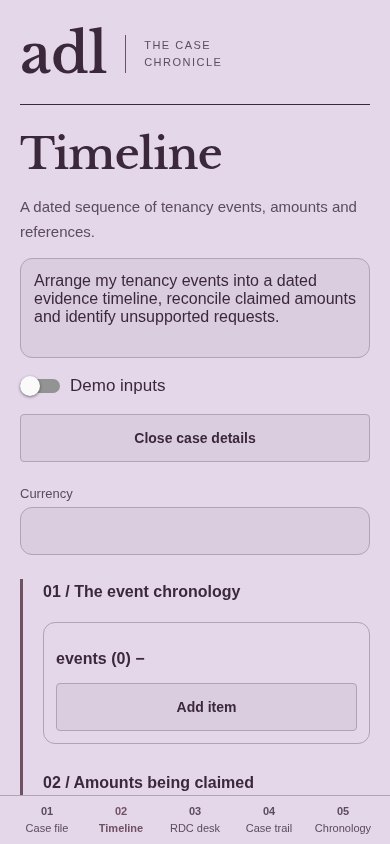 adl
THE CASE
CHRONICLE
Timeline
A dated sequence of tenancy events, amounts and
references.
Arrange my tenancy events into a dated
evidence timeline, reconcile claimed amounts
and identify unsupported requests.
Demo inputs
Close case details
Currency
01 / The event chronology
events (0) –
Add item
02 / Amounts being claimed
01 02 03 04 05
Case file Timeline RDC desk Case trail Chronology